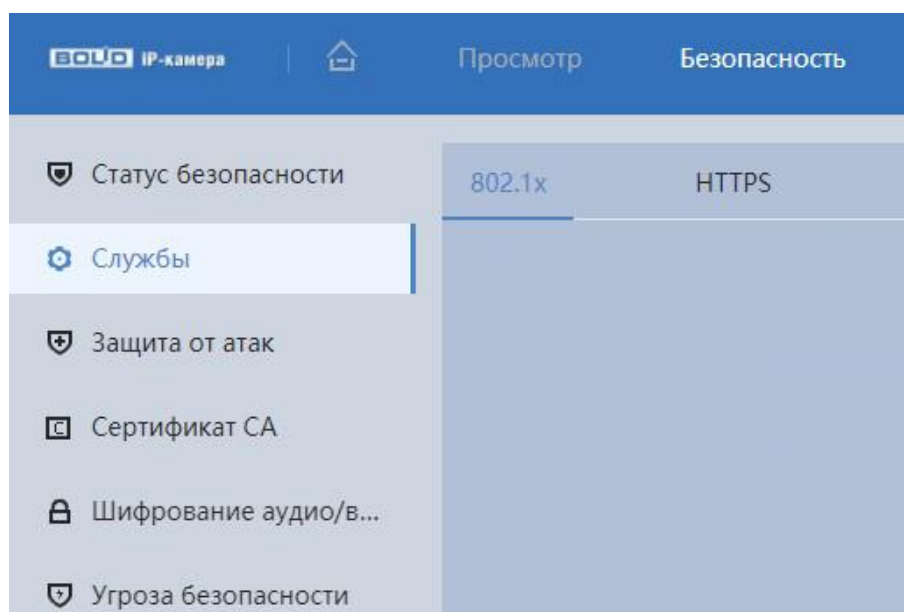 BOLID IP-камера Просмотр Безопасность
Статус безопасности
802.1x HTTPS
Службы
Защита от атак
Сертификат CA
Шифрование аудио/в...
Угроза безопасности